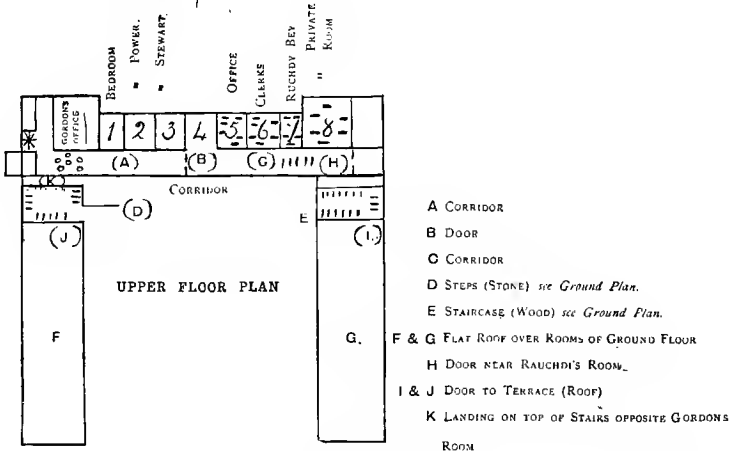 BEDROOM
" POWER.
" STEWART.
OFFICE
CLERKS
RUCHDY BEY
" PRIVATE
ROOM
GORDON'S
OFFICE
1 2 3 4 5 6 7 8
(A) (B) (G) (H)
(K)
CORRIDOR
(D)
E
(J) (I.)
UPPER FLOOR PLAN
F
G.
A CORRIDOR
B DOOR
C CORRIDOR
D STEPS (STONE) see Ground Plan.
E STAIRCASE (WOOD) see Ground Plan.
F & G FLAT ROOF OVER ROOMS OF GROUND FLOOR
H DOOR NEAR RAUCHDI'S ROOM.
I & J DOOR TO TERRACE (ROOF)
K LANDING ON TOP OF STAIRS OPPOSITE GORDONS
ROOM